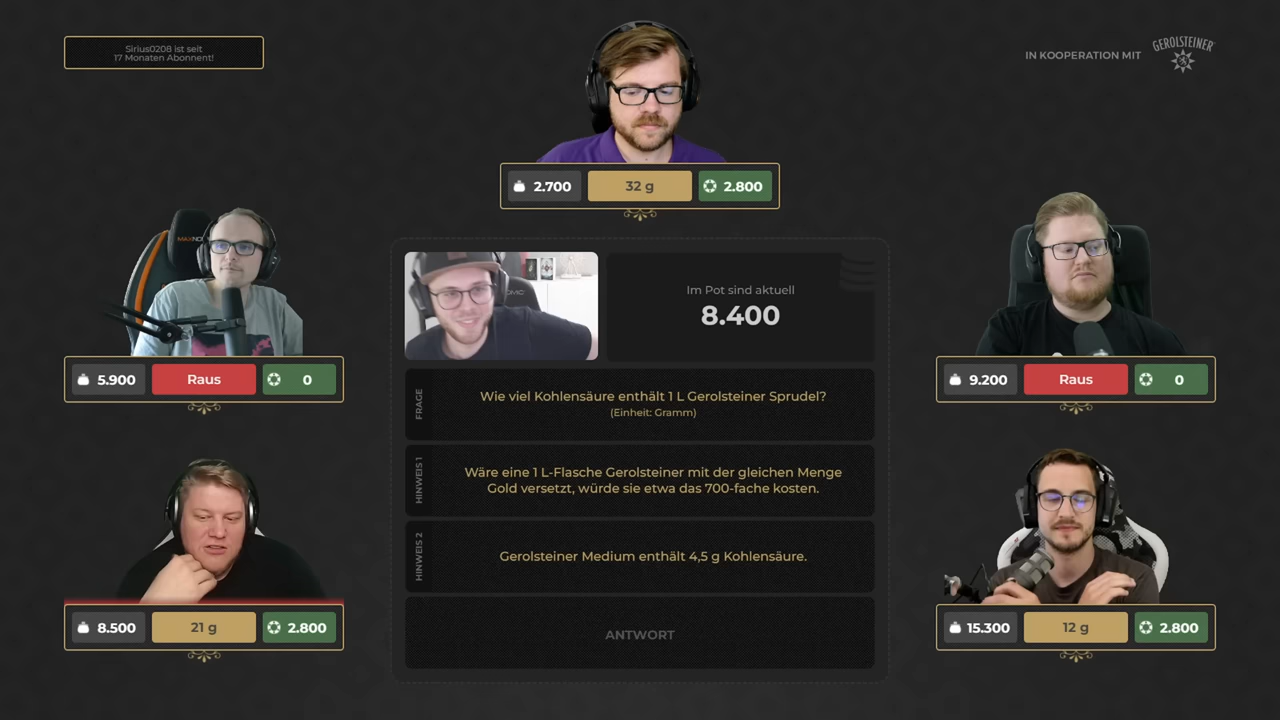 Sirius0208 ist seit
17 Monaten Abonnent!
IN KOOPERATION MIT
GEROLSTEINER
2.700
32 g
2.800
MAXNO
5.900
Raus
0
Im Pot sind aktuell
8.400
9.200
Raus
0
FRAGE
Wie viel Kohlensäure enthält 1 L Gerolsteiner Sprudel?
(Einheit: Gramm)
HINWEIS 1
Wäre eine 1 L-Flasche Gerolsteiner mit der gleichen Menge
Gold versetzt, würde sie etwa das 700-fache kosten.
HINWEIS 2
Gerolsteiner Medium enthält 4,5 g Kohlensäure.
8.500
21 g
2.800
ANTWORT
15.300
12 g
2.800